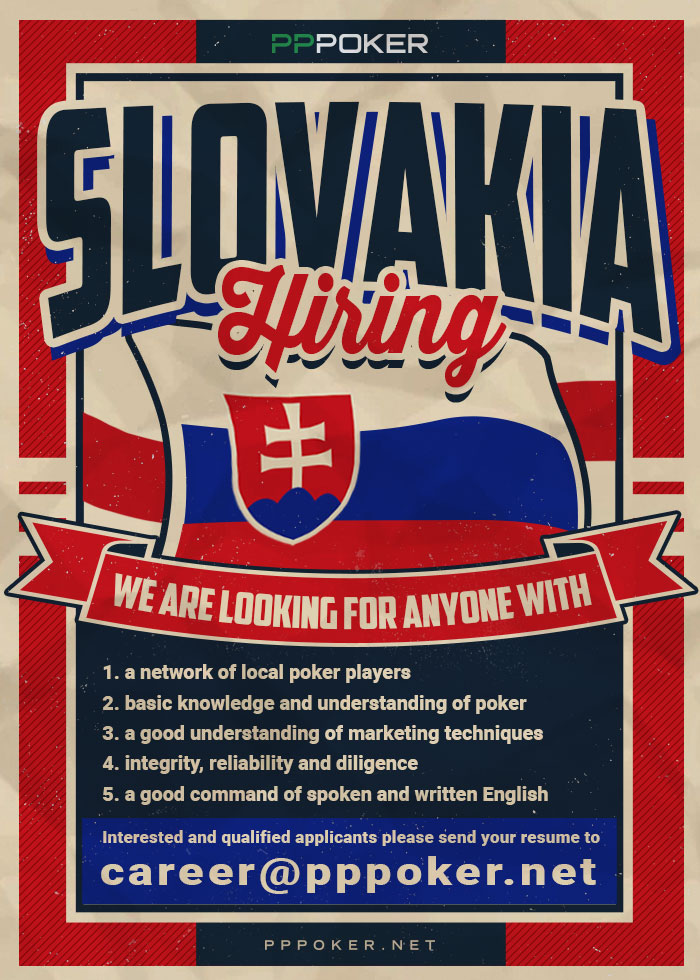 PPPOKER
SLOVAKIA
Hiring
WE ARE LOOKING FOR ANYONE WITH
1. a network of local poker players
2. basic knowledge and understanding of poker
3. a good understanding of marketing techniques
4. integrity, reliability and diligence
5. a good command of spoken and written English
Interested and qualified applicants please send your resume to
career@pppoker.net
PPPOKER.NET